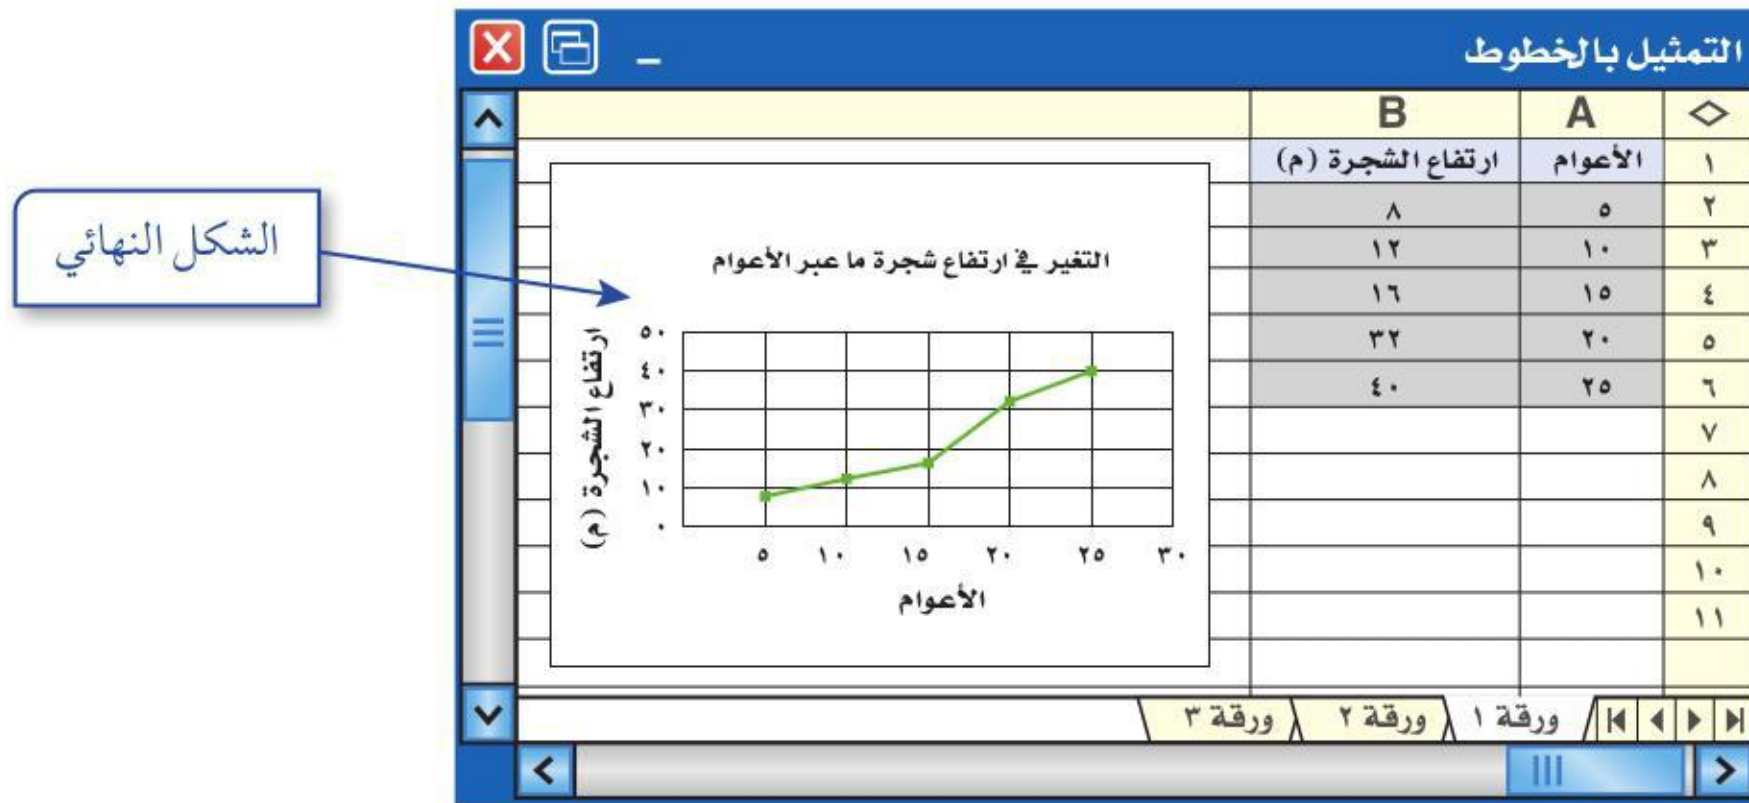 التمثيل بالخطوط
A B
١ الأعوام ارتفاع الشجرة (م)
٢ ٥ ٨
٣ ١٠ ١٢
٤ ١٥ ١٦
٥ ٢٠ ٣٢
٦ ٢٥ ٤٠
٧
٨
٩
١٠
١١
التغير في ارتفاع شجرة ما عبر الأعوام
ارتفاع الشجرة (م)
٥٠
٤٠
٣٠
٢٠
١٠
٠
٥ ١٠ ١٥ ٢٠ ٢٥ ٣٠
الأعوام
الشكل النهائي
ورقة ١ ورقة ٢ ورقة ٣